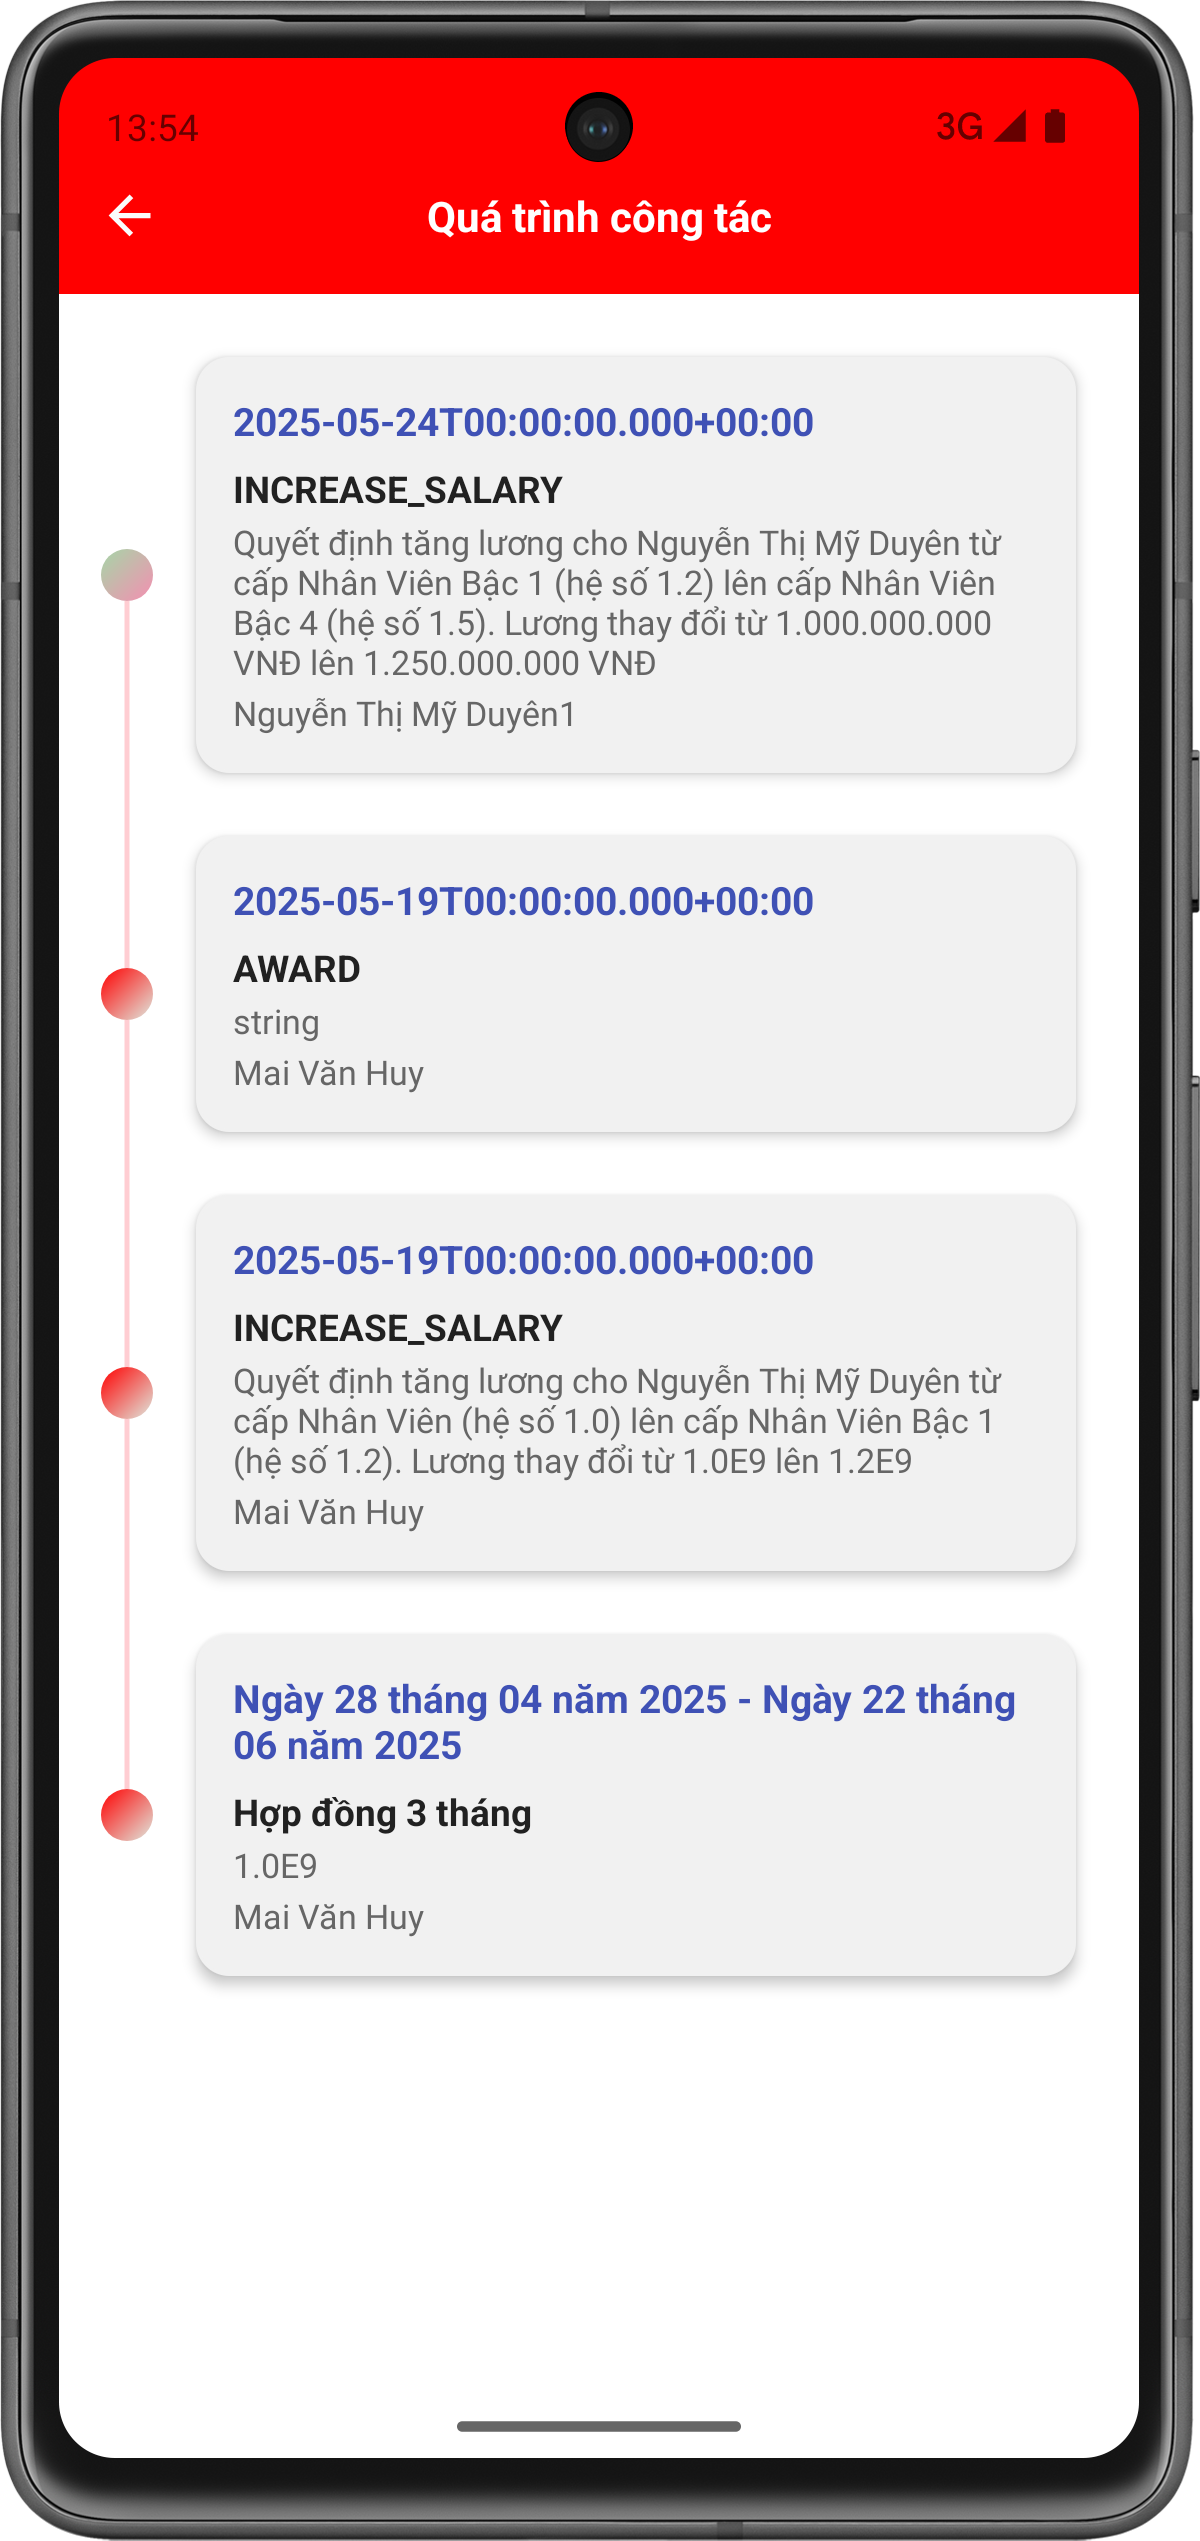 13:54
3G
Quá trình công tác
2025-05-24T00:00:00.000+00:00
INCREASE_SALARY
Quyết định tăng lương cho Nguyễn Thị Mỹ Duyên từ
cấp Nhân Viên Bậc 1 (hệ số 1.2) lên cấp Nhân Viên
Bậc 4 (hệ số 1.5). Lương thay đổi từ 1.000.000.000
VNĐ lên 1.250.000.000 VNĐ
Nguyễn Thị Mỹ Duyên1
2025-05-19T00:00:00.000+00:00
AWARD
string
Mai Văn Huy
2025-05-19T00:00:00.000+00:00
INCREASE_SALARY
Quyết định tăng lương cho Nguyễn Thị Mỹ Duyên từ
cấp Nhân Viên (hệ số 1.0) lên cấp Nhân Viên Bậc 1
(hệ số 1.2). Lương thay đổi từ 1.0E9 lên 1.2E9
Mai Văn Huy
Ngày 28 tháng 04 năm 2025 - Ngày 22 tháng
06 năm 2025
Hợp đồng 3 tháng
1.0E9
Mai Văn Huy